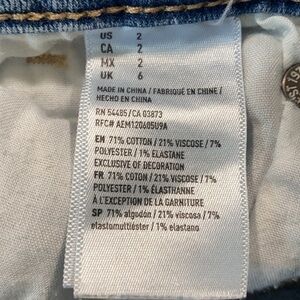 US 2
CA 2
MX 2
UK 6
MADE IN CHINA / FABRIQUÉ EN CHINE /
HECHO EN CHINA
RN 54485 / CA 03873
RFC# AEM120605U9A
EN 71% COTTON / 21% VISCOSE / 7%
POLYESTER / 1% ELASTANE
EXCLUSIVE OF DECORATION
FR 71% COTON / 21% VISCOSE / 7%
POLYESTER / 1% ÉLASTHANNE
À L'EXCEPTION DE LA GARNITURE
SP 71% algodón / 21% viscosa / 7%
elastomultiéster / 1% elastano